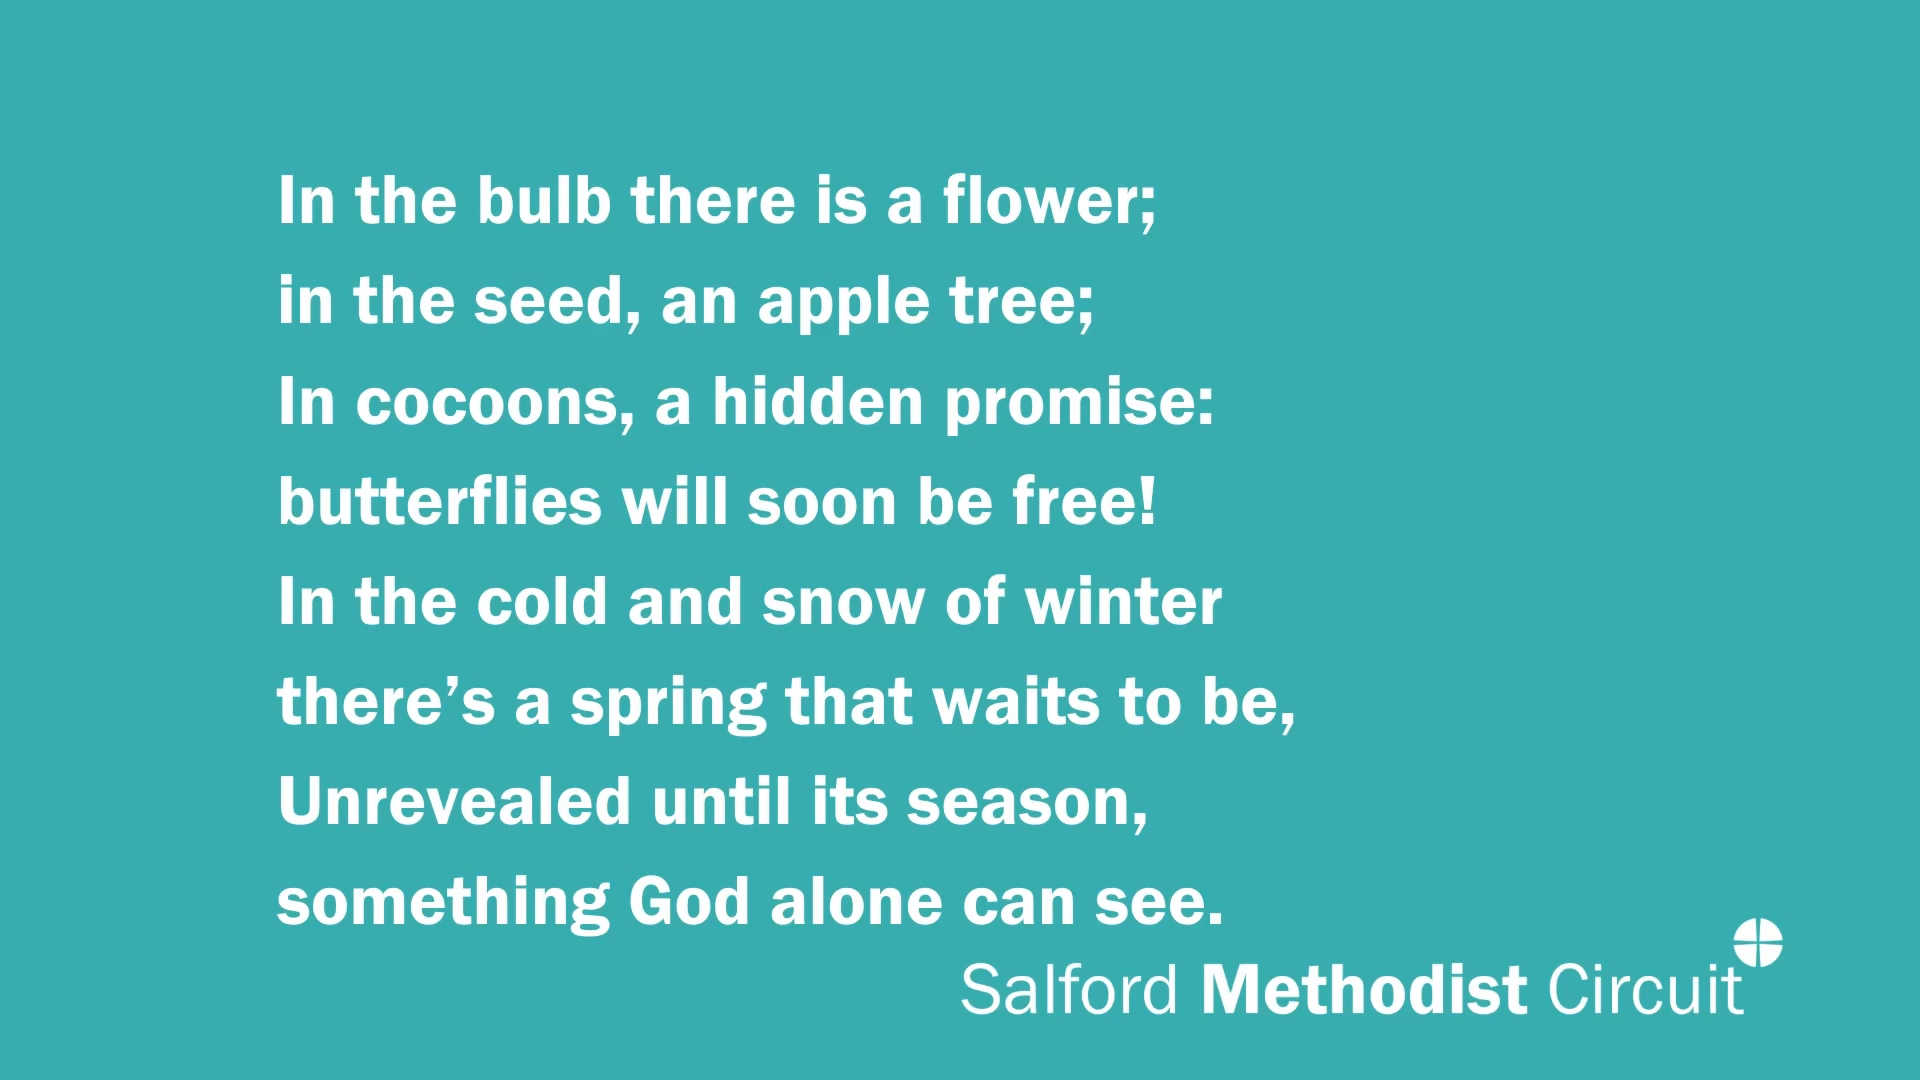 In the bulb there is a flower;
in the seed, an apple tree;
In cocoons, a hidden promise:
butterflies will soon be free!
In the cold and snow of winter
there’s a spring that waits to be,
Unrevealed until its season,
something God alone can see.
Salford Methodist Circuit